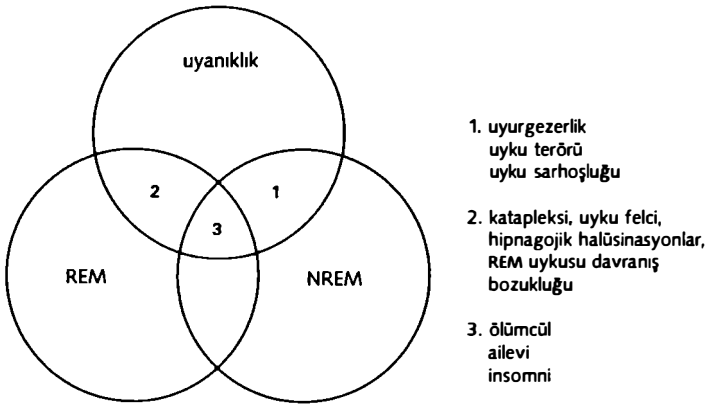 uyanıklık
2
1
3
REM
NREM
1. uyurgezerlik
uyku terörü
uyku sarhoşluğu
2. katapleksi, uyku felci,
hipnagojik halüsinasyonlar,
REM uykusu davranış
bozukluğu
3. ölümcül
ailevi
insomni